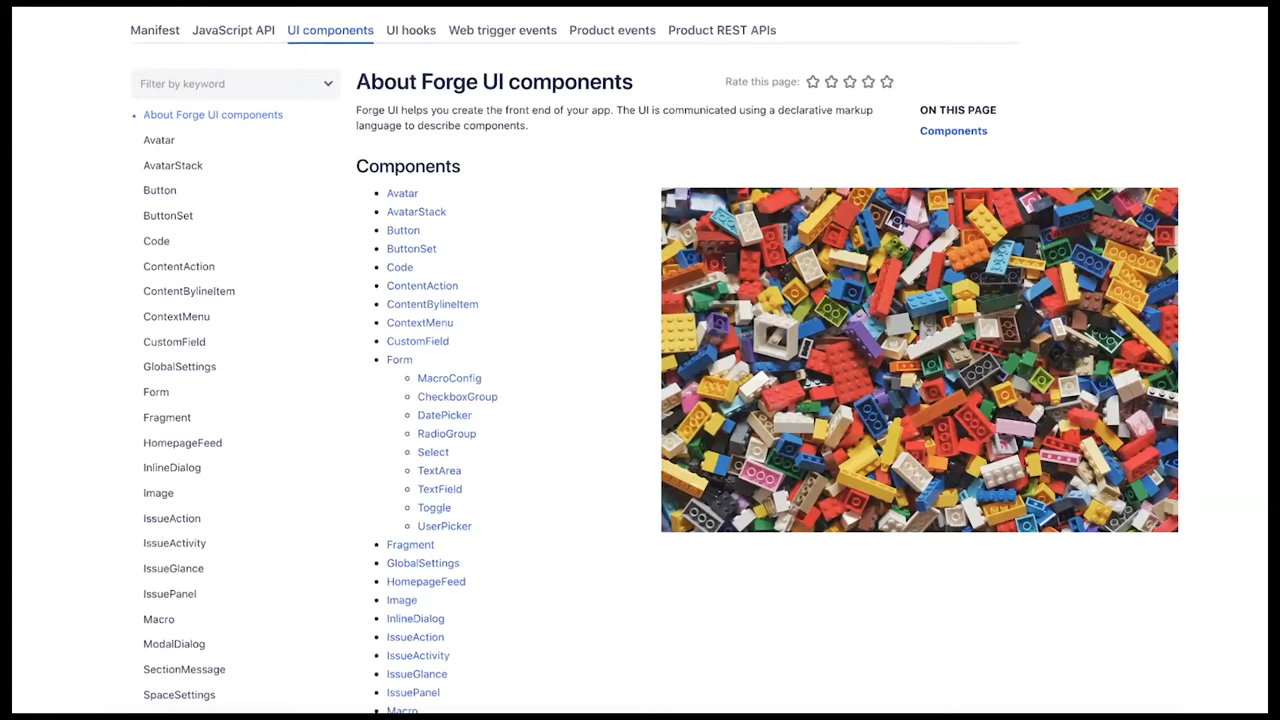 Manifest JavaScript API UI components UI hooks Web trigger events Product events Product REST APIs
Filter by keyword
About Forge UI components
Avatar
AvatarStack
Button
ButtonSet
Code
ContentAction
ContentBylineItem
ContextMenu
CustomField
GlobalSettings
Form
Fragment
HomepageFeed
InlineDialog
Image
IssueAction
IssueActivity
IssueGlance
IssuePanel
Macro
ModalDialog
SectionMessage
SpaceSettings
About Forge UI components
Rate this page:
Forge UI helps you create the front end of your app. The UI is communicated using a declarative markup
language to describe components.
Components
Avatar
AvatarStack
Button
ButtonSet
Code
ContentAction
ContentBylineItem
ContextMenu
CustomField
Form
MacroConfig
CheckboxGroup
DatePicker
RadioGroup
Select
TextArea
TextField
Toggle
UserPicker
Fragment
GlobalSettings
HomepageFeed
Image
InlineDialog
IssueAction
IssueActivity
IssueGlance
IssuePanel
Macro
ON THIS PAGE
Components